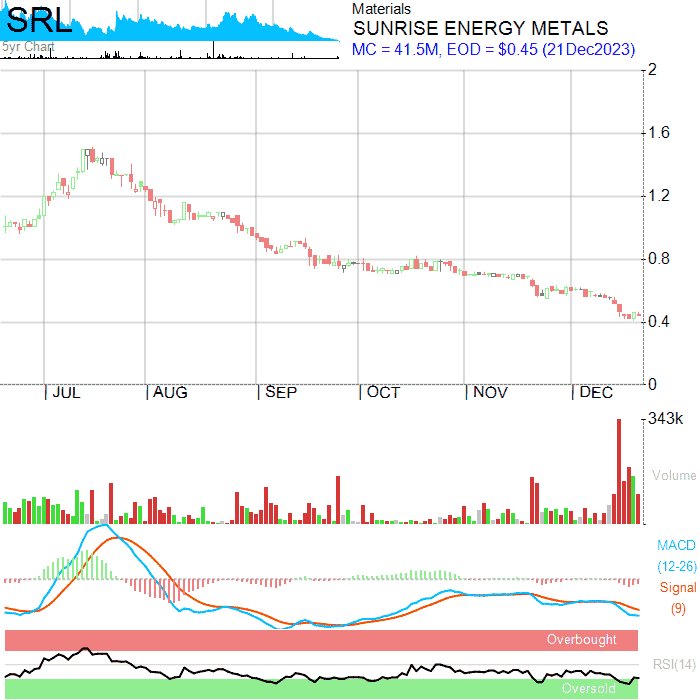 SRL
5yr Chart
Materials
SUNRISE ENERGY METALS
MC = 41.5M, EOD = $0.45 (21Dec2023)
2
1.6
1.2
0.8
0.4
0
JUL AUG SEP OCT NOV DEC
343k
Volume
MACD
(12-26)
Signal
(9)
Overbought
RSI(14)
Oversold